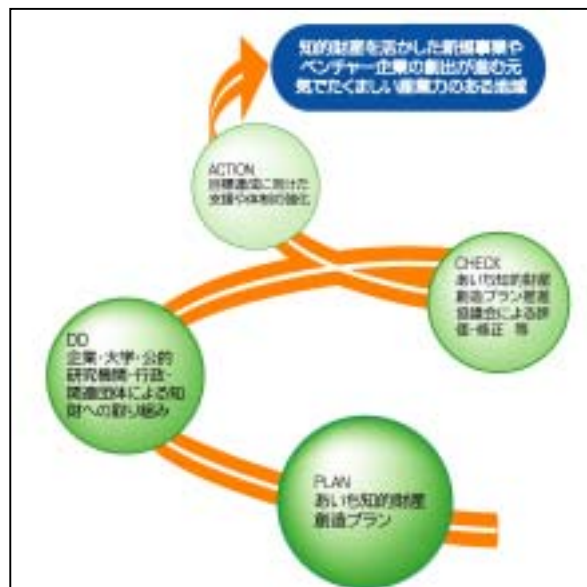 知的財産を活かした新規事業や
ベンチャー企業の創出が進む元
気でたくましい産業力のある地域
ACTION
目標達成に向けた
支援や体制の強化
CHECK
あいち知的財産
創造プラン推進
協議会による評
価・修正 等
DO
企業・大学・公的
研究機関・行政・
関連団体による知
財への取り組み
PLAN
あいち知的財産
創造プラン